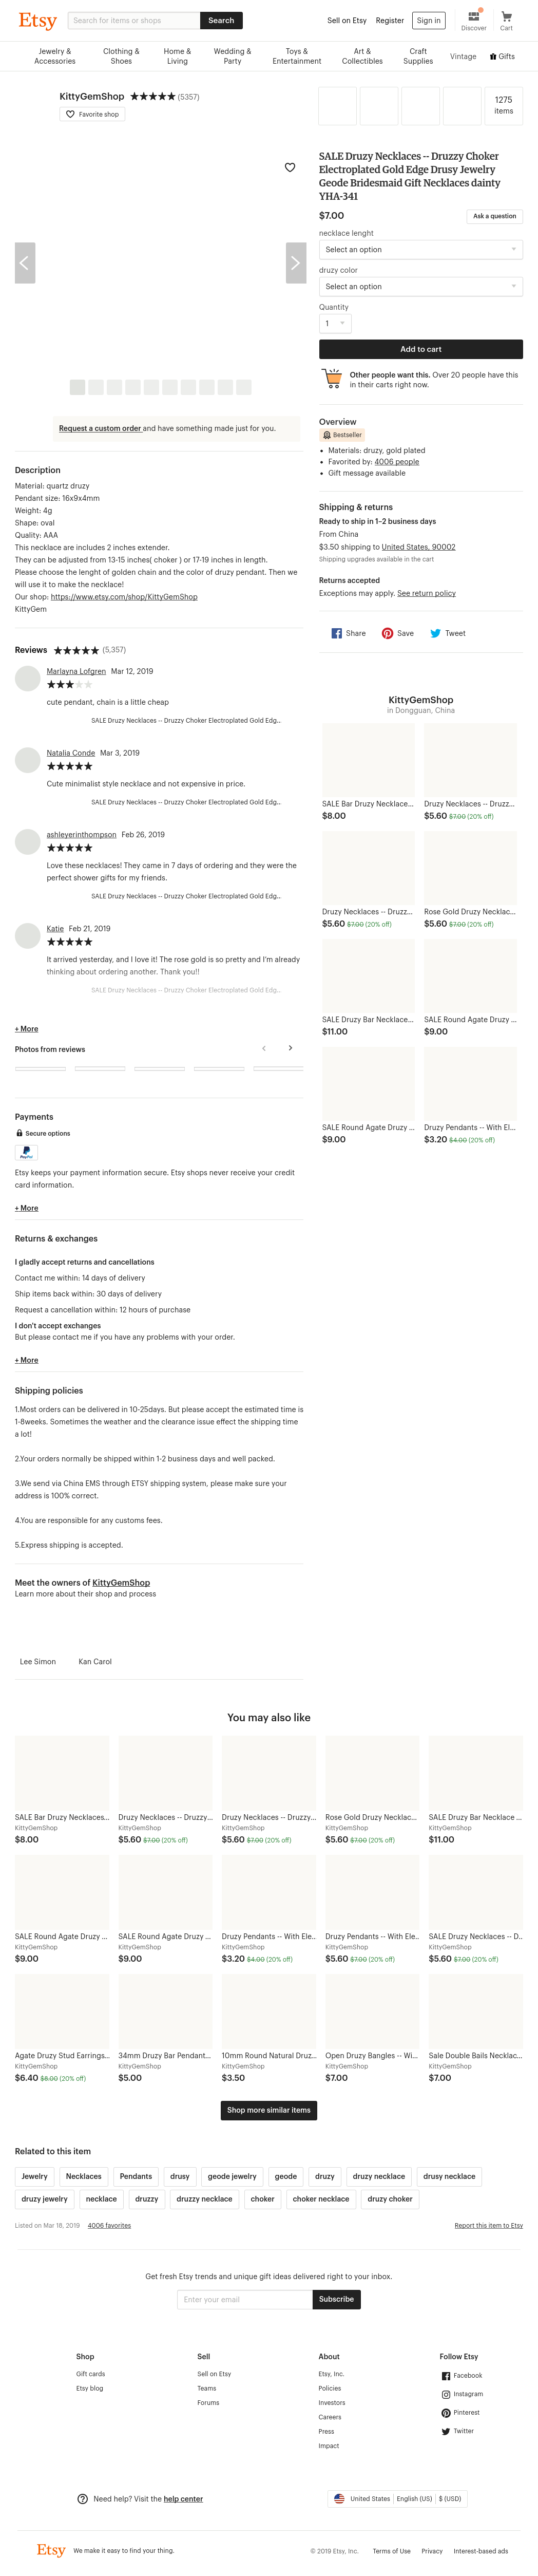 Etsy
Search for items or shops
Search
Sell on Etsy
Register
Sign in
Discover
Cart
Jewelry & Accessories
Clothing & Shoes
Home & Living
Wedding & Party
Toys & Entertainment
Art & Collectibles
Craft Supplies
Vintage
Gifts
KittyGemShop (5357)
Favorite shop
1275 items
SALE Druzy Necklaces -- Druzzy Choker
Electroplated Gold Edge Drusy Jewelry
Geode Bridesmaid Gift Necklaces dainty
YHA-341
$7.00
Ask a question
necklace lenght
Select an option
druzy color
Select an option
Quantity
1
Add to cart
Other people want this. Over 20 people have this
in their carts right now.
Request a custom order and have something made just for you.
Overview
Bestseller
Materials: druzy, gold plated
Favorited by: 4006 people
Gift message available
Shipping & returns
Ready to ship in 1–2 business days
From China
$3.50 shipping to United States, 90002
Shipping upgrades available in the cart
Returns accepted
Exceptions may apply. See return policy
Share
Save
Tweet
Description
Material: quartz druzy
Pendant size: 16x9x4mm
Weight: 4g
Shape: oval
Quality: AAA
This necklace are includes 2 inches extender.
They can be adjusted from 13-15 inches( choker ) or 17-19 inches in length.
Please choose the lenght of golden chain and the color of druzy pendant. Then we
will use it to make the necklace!
Our shop: https://www.etsy.com/shop/KittyGemShop
KittyGem
Reviews (5,357)
Marlayna Lofgren Mar 12, 2019
cute pendant, chain is a little cheap
SALE Druzy Necklaces -- Druzzy Choker Electroplated Gold Edg...
Natalia Conde Mar 3, 2019
Cute minimalist style necklace and not expensive in price.
SALE Druzy Necklaces -- Druzzy Choker Electroplated Gold Edg...
ashleyerinthompson Feb 26, 2019
Love these necklaces! They came in 7 days of ordering and they were the
perfect shower gifts for my friends.
SALE Druzy Necklaces -- Druzzy Choker Electroplated Gold Edg...
Katie Feb 21, 2019
It arrived yesterday, and I love it! The rose gold is so pretty and I'm already
thinking about ordering another. Thank you!!
SALE Druzy Necklaces -- Druzzy Choker Electroplated Gold Edg...
+ More
Photos from reviews
KittyGemShop
in Dongguan, China
SALE Bar Druzy Necklace...
$8.00
Druzy Necklaces -- Druzz...
$5.60 $7.00 (20% off)
Druzy Necklaces -- Druzz...
$5.60 $7.00 (20% off)
Rose Gold Druzy Necklac...
$5.60 $7.00 (20% off)
SALE Druzy Bar Necklace...
$11.00
SALE Round Agate Druzy ...
$9.00
SALE Round Agate Druzy ...
$9.00
Druzy Pendants -- With El...
$3.20 $4.00 (20% off)
Payments
Secure options
PayPal
Etsy keeps your payment information secure. Etsy shops never receive your credit
card information.
+ More
Returns & exchanges
I gladly accept returns and cancellations
Contact me within: 14 days of delivery
Ship items back within: 30 days of delivery
Request a cancellation within: 12 hours of purchase
I don't accept exchanges
But please contact me if you have any problems with your order.
+ More
Shipping policies
1.Most orders can be delivered in 10-25days. But please accept the estimated time is
1-8weeks. Sometimes the weather and the clearance issue effect the shipping time
a lot!
2.Your orders normally be shipped within 1-2 business days and well packed.
3.We send via China EMS through ETSY shipping system, please make sure your
address is 100% correct.
4.You are responsible for any customs fees.
5.Express shipping is accepted.
Meet the owners of KittyGemShop
Learn more about their shop and process
Lee Simon
Kan Carol
You may also like
SALE Bar Druzy Necklaces...
KittyGemShop
$8.00
Druzy Necklaces -- Druzzy...
KittyGemShop
$5.60 $7.00 (20% off)
Druzy Necklaces -- Druzzy...
KittyGemShop
$5.60 $7.00 (20% off)
Rose Gold Druzy Necklac...
KittyGemShop
$5.60 $7.00 (20% off)
SALE Druzy Bar Necklace ...
KittyGemShop
$11.00
SALE Round Agate Druzy ...
KittyGemShop
$9.00
SALE Round Agate Druzy ...
KittyGemShop
$9.00
Druzy Pendants -- With Ele...
KittyGemShop
$3.20 $4.00 (20% off)
Druzy Pendants -- With Ele...
KittyGemShop
$5.60 $7.00 (20% off)
SALE Druzy Necklaces -- D...
KittyGemShop
$5.60 $7.00 (20% off)
Agate Druzy Stud Earrings...
KittyGemShop
$6.40 $8.00 (20% off)
34mm Druzy Bar Pendant...
KittyGemShop
$5.00
10mm Round Natural Druz...
KittyGemShop
$3.50
Open Druzy Bangles -- Wi...
KittyGemShop
$7.00
Sale Double Bails Necklac...
KittyGemShop
$7.00
Shop more similar items
Related to this item
Jewelry
Necklaces
Pendants
drusy
geode jewelry
geode
druzy
druzy necklace
drusy necklace
druzy jewelry
necklace
druzzy
druzzy necklace
choker
choker necklace
druzy choker
Listed on Mar 18, 2019
4006 favorites
Report this item to Etsy
Get fresh Etsy trends and unique gift ideas delivered right to your inbox.
Enter your email
Subscribe
Shop
Gift cards
Etsy blog
Sell
Sell on Etsy
Teams
Forums
About
Etsy, Inc.
Policies
Investors
Careers
Press
Impact
Follow Etsy
Facebook
Instagram
Pinterest
Twitter
Need help? Visit the help center
United States
English (US)
$ (USD)
Etsy
We make it easy to find your thing.
© 2019 Etsy, Inc.
Terms of Use
Privacy
Interest-based ads